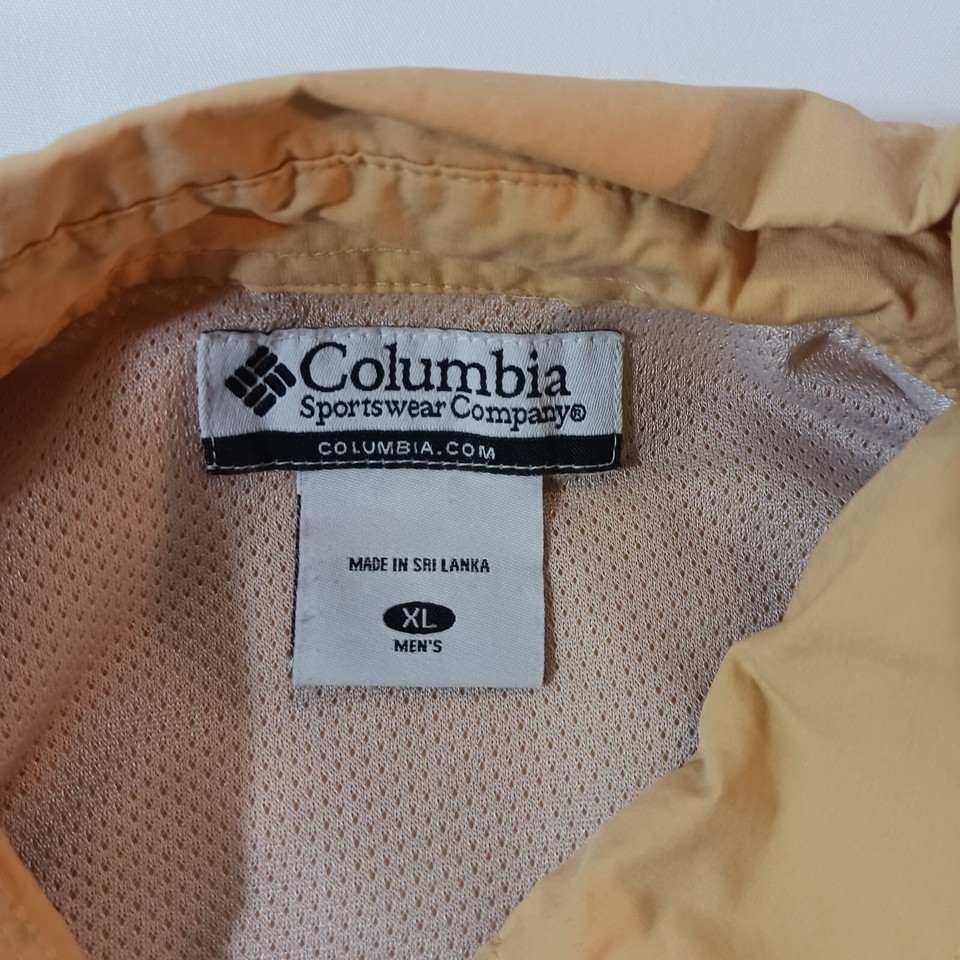 Columbia
Sportswear Company®
COLUMBIA.COM
MADE IN SRI LANKA
XL
MEN'S